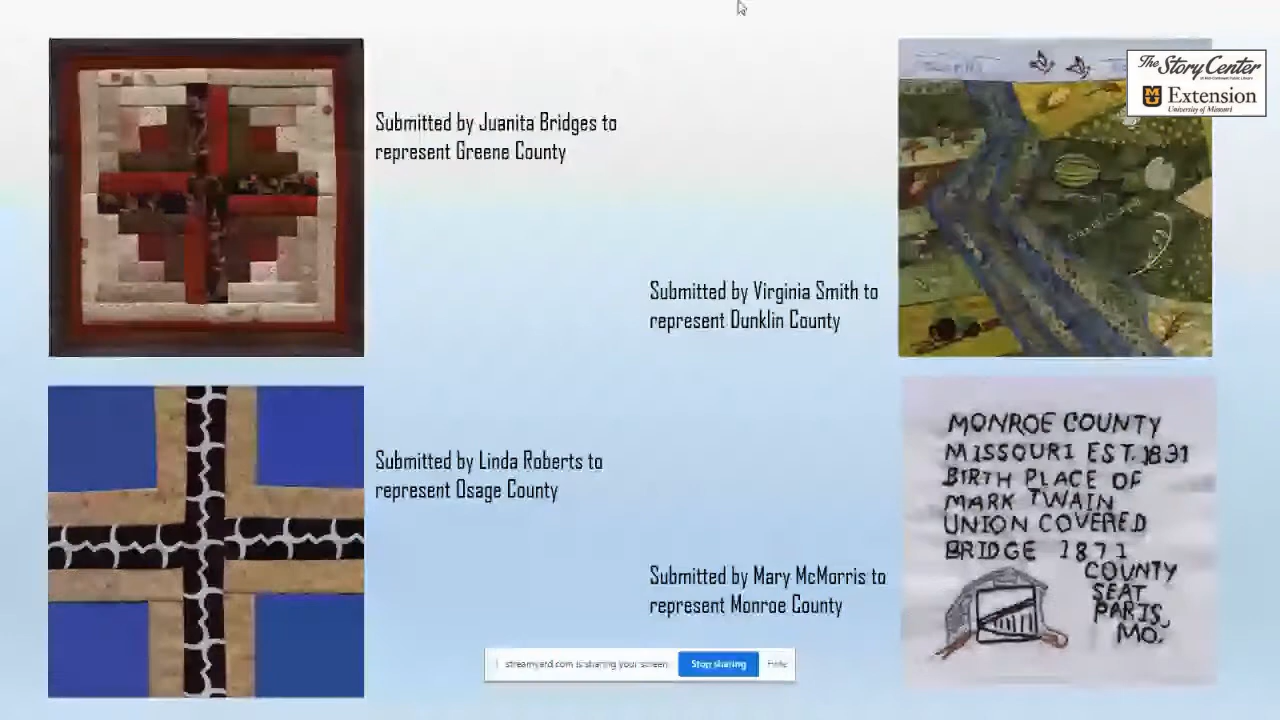 The Story Center
Extension
University of Missouri
Submitted by Juanita Bridges to
represent Greene County
Submitted by Virginia Smith to
represent Dunklin County
Submitted by Linda Roberts to
represent Osage County
MONROE COUNTY
MISSOURI EST. 1831
BIRTH PLACE OF
MARK TWAIN
UNION COVERED
BRIDGE 1871
COUNTY
SEAT
PARIS,
MO.
Submitted by Mary McMorris to
represent Monroe County
streamyard.com is sharing your screen.
Stop sharing
Hide